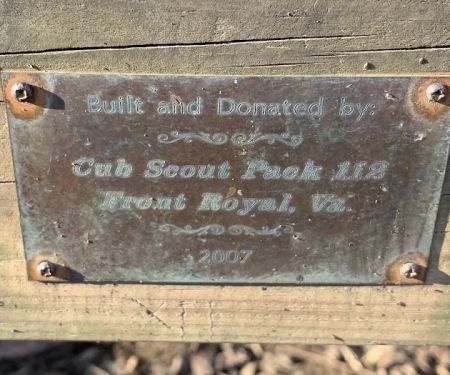 Built and Donated by:
Cub Scout Pack 112
Front Royal, Va.
2007